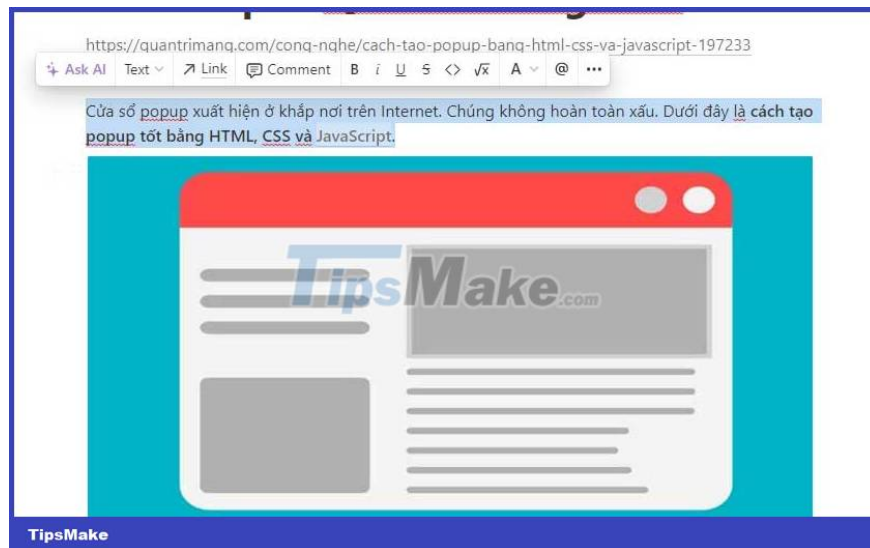 https://quantrimang.com/cong-nghe/cach-tao-popup-bang-html-css-va-javascript-197233
Ask AI Text Link Comment B i U S <> √x A @ •••
Cửa sổ popup xuất hiện ở khắp nơi trên Internet. Chúng không hoàn toàn xấu. Dưới đây là cách tạo
popup tốt bằng HTML, CSS và JavaScript.
TipsMake.com
TipsMake